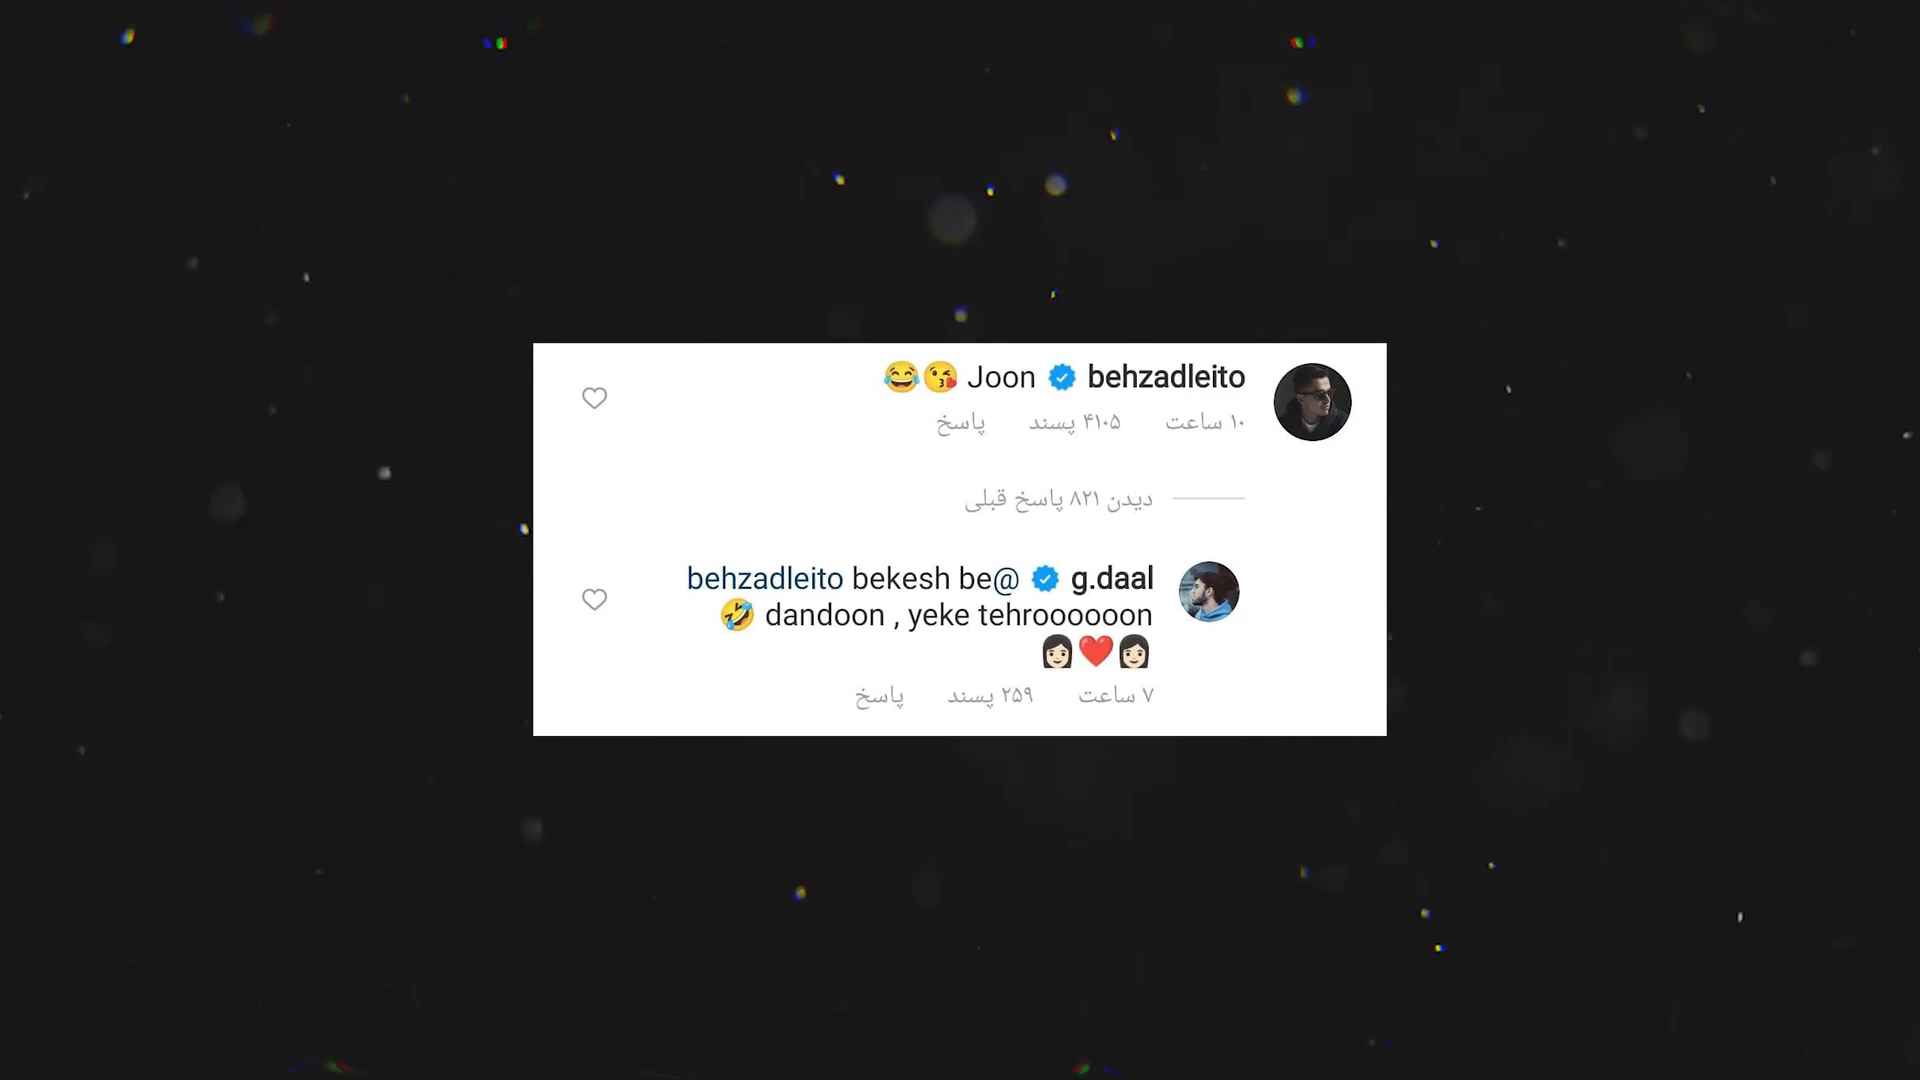 behzadleito Joon 😘😂
۱۰ ساعت ۴۱۰۵ پسند پاسخ
دیدن ۸۲۱ پاسخ قبلی
g.daal @behzadleito bekesh be
dandoon , yeke tehrooooooon 🤣
👩🏻❤️👩🏻
۷ ساعت ۲۵۹ پسند پاسخ